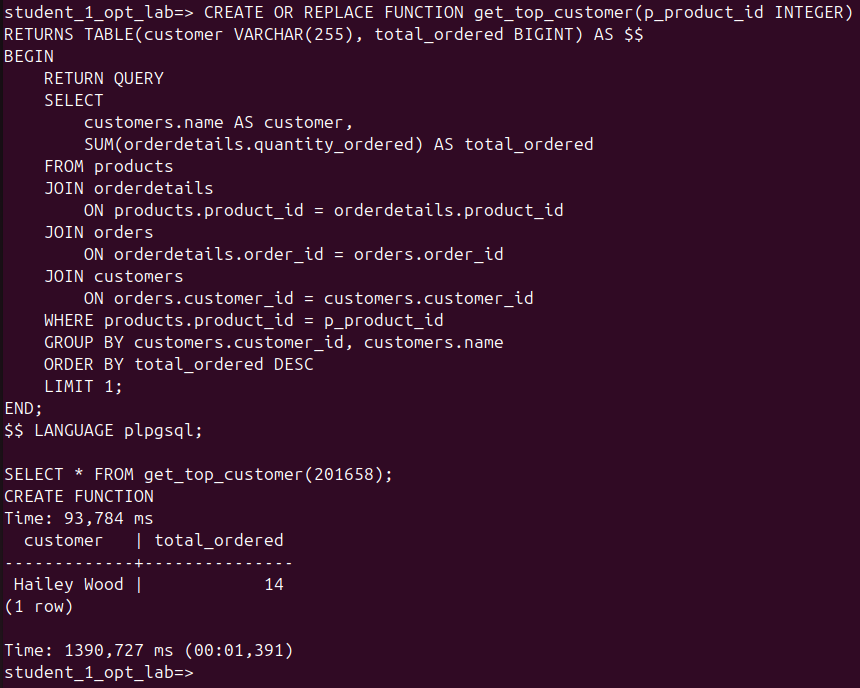 student_1_opt_lab=> CREATE OR REPLACE FUNCTION get_top_customer(p_product_id INTEGER)
RETURNS TABLE(customer VARCHAR(255), total_ordered BIGINT) AS $$
BEGIN
    RETURN QUERY
    SELECT
        customers.name AS customer,
        SUM(orderdetails.quantity_ordered) AS total_ordered
    FROM products
    JOIN orderdetails
        ON products.product_id = orderdetails.product_id
    JOIN orders
        ON orderdetails.order_id = orders.order_id
    JOIN customers
        ON orders.customer_id = customers.customer_id
    WHERE products.product_id = p_product_id
    GROUP BY customers.customer_id, customers.name
    ORDER BY total_ordered DESC
    LIMIT 1;
END;
$$ LANGUAGE plpgsql;

SELECT * FROM get_top_customer(201658);
CREATE FUNCTION
Time: 93,784 ms
  customer   | total_ordered
-------------+---------------
 Hailey Wood |            14
(1 row)

Time: 1390,727 ms (00:01,391)
student_1_opt_lab=>